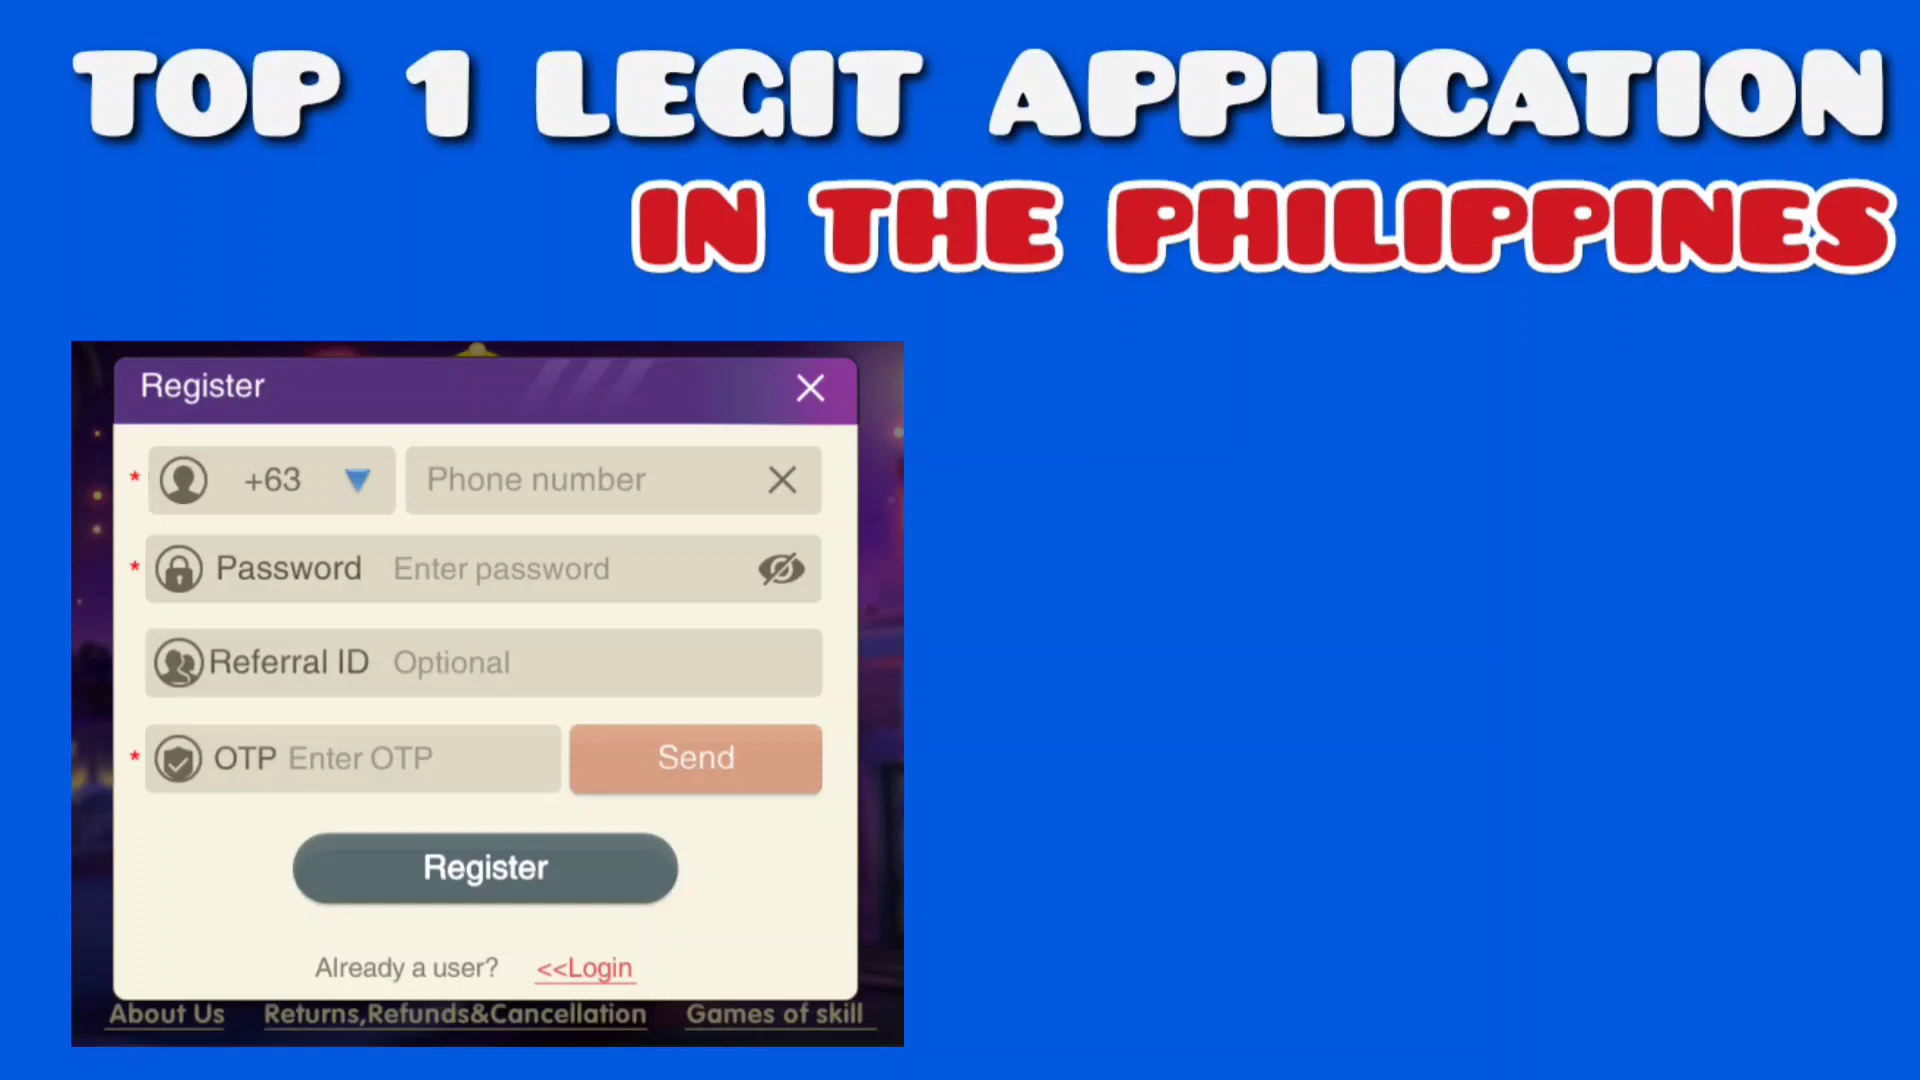 TOP 1 LEGIT APPLICATION
IN THE PHILIPPINES
Register
* +63 Phone number
* Password Enter password
Referral ID Optional
* OTP Enter OTP Send
Register
Already a user? <<Login
About Us Returns,Refunds&Cancellation Games of skill